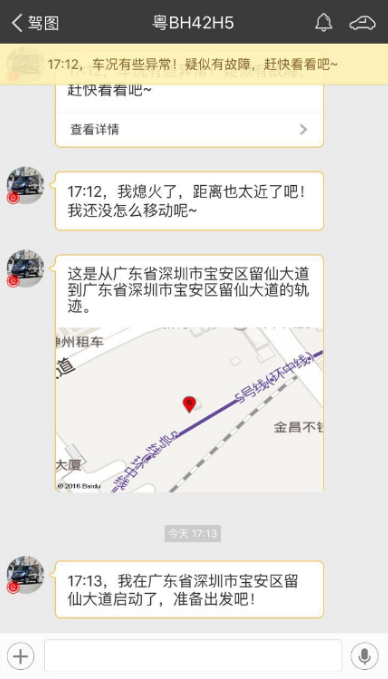 驾图
粤BH42H5
17:12，车况有些异常！疑似有故障，赶快看看吧~
赶快看看吧~
查看详情
17:12，我熄火了，距离也太近了吧！
我还没怎么移动呢~
这是从广东省深圳市宝安区留仙大道
到广东省深圳市宝安区留仙大道的轨
迹。
神州租车
道
5号线(环中线)
金昌不锈
大厦
5号线(环中线)
© 2016 Baidu
今天 17:13
17:13，我在广东省深圳市宝安区留
仙大道启动了，准备出发吧！